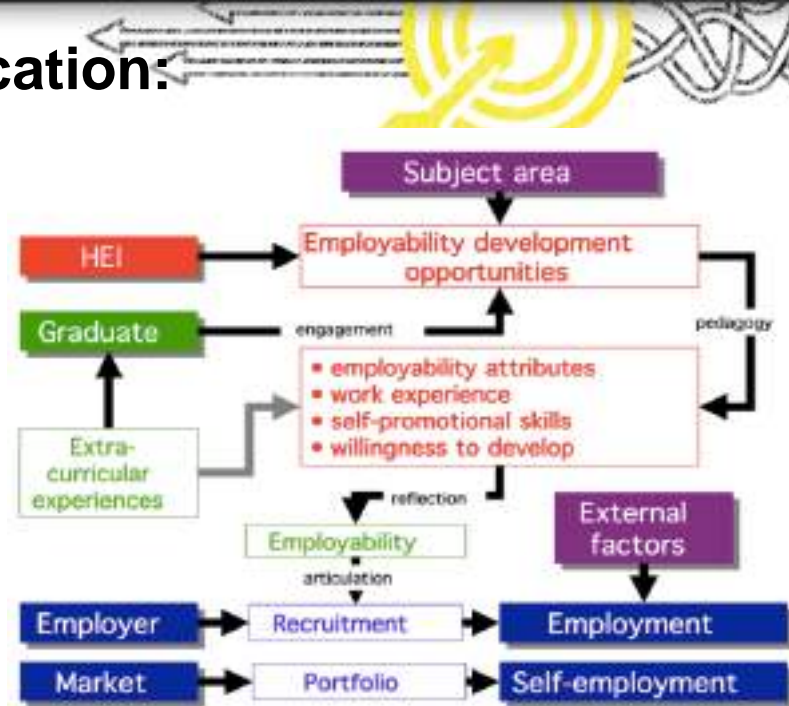 cation:
Subject area
HEI
Employability development
opportunities
Graduate
engagement
pedagogy
• employability attributes
• work experience
• self-promotional skills
• willingness to develop
Extra-
curricular
experiences
reflection
External
factors
Employability
articulation
Employer
Recruitment
Employment
Market
Portfolio
Self-employment